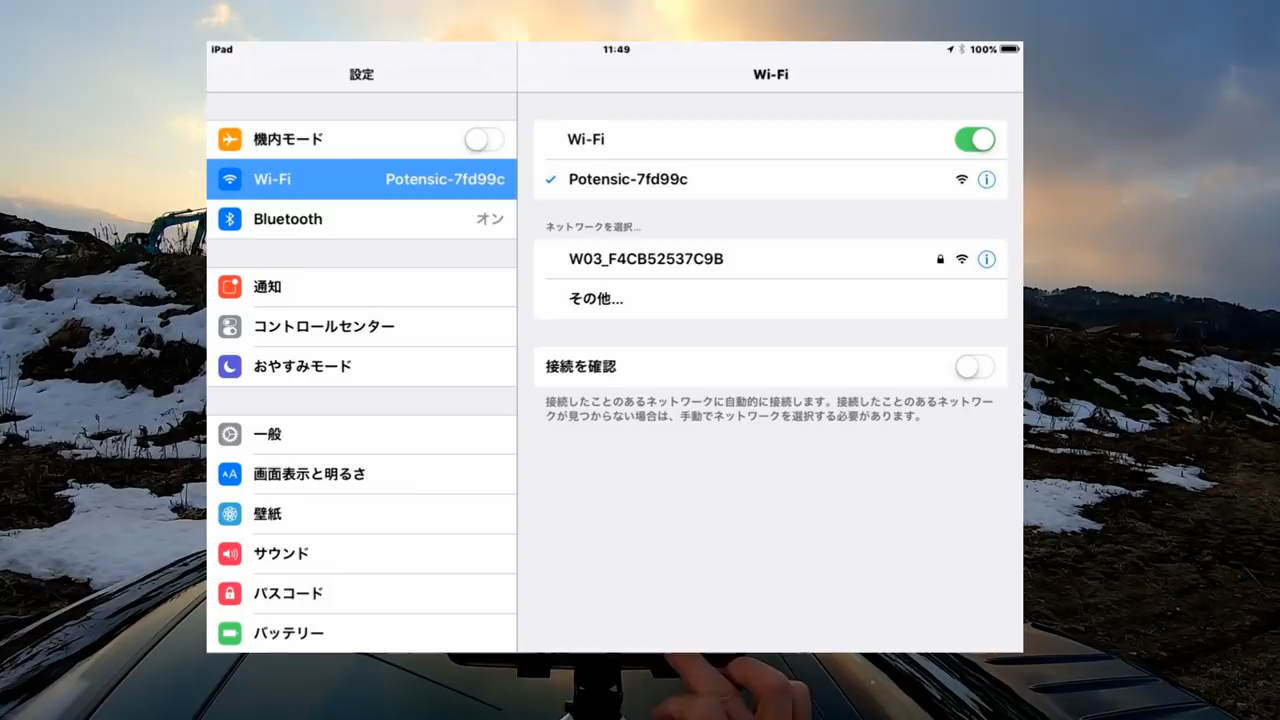 iPad
11:49
100%
設定
Wi-Fi
機内モード
Wi-Fi
Potensic-7fd99c
Bluetooth
オン
通知
コントロールセンター
おやすみモード
一般
画面表示と明るさ
壁紙
サウンド
パスコード
バッテリー
Wi-Fi
Potensic-7fd99c
ネットワークを選択...
W03_F4CB52537C9B
その他...
接続を確認
接続したことのあるネットワークに自動的に接続します。接続したことのあるネットワー
クが見つからない場合は、手動でネットワークを選択する必要があります。